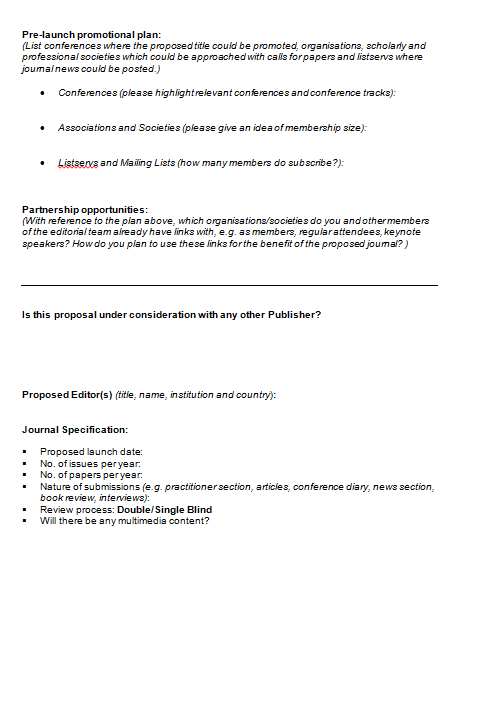 Pre-launch promotional plan:
(List conferences where the proposed title could be promoted, organisations, scholarly and
professional societies which could be approached with calls for papers and listservs where
journal news could be posted.)
• Conferences (please highlight relevant conferences and conference tracks):
• Associations and Societies (please give an idea of membership size):
• Listservs and Mailing Lists (how many members do subscribe?):
Partnership opportunities:
(With reference to the plan above, which organisations/societies do you and other members
of the editorial team already have links with, e.g. as members, regular attendees, keynote
speakers? How do you plan to use these links for the benefit of the proposed journal? )
Is this proposal under consideration with any other Publisher?
Proposed Editor(s) (title, name, institution and country):
Journal Specification:
▪ Proposed launch date:
▪ No. of issues per year:
▪ No. of papers per year:
▪ Nature of submissions (e.g. practitioner section, articles, conference diary, news section,
book review, interviews):
▪ Review process: Double/Single Blind
▪ Will there be any multimedia content?